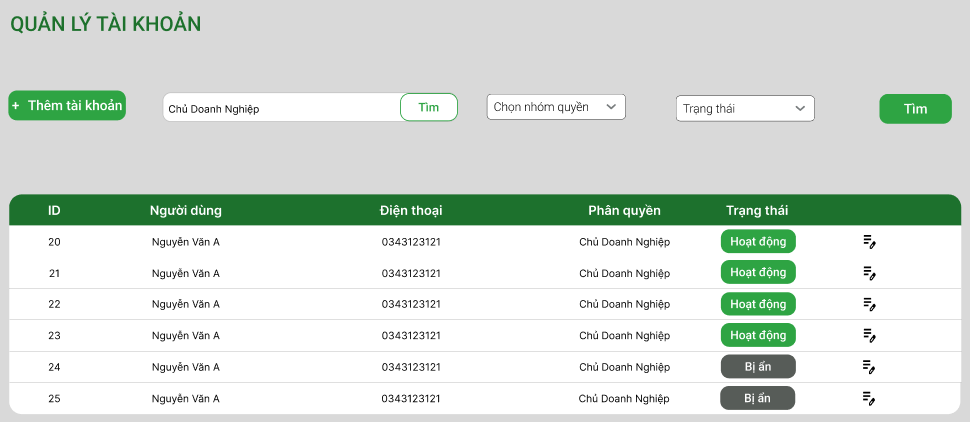 QUẢN LÝ TÀI KHOẢN
+ Thêm tài khoản Chủ Doanh Nghiệp Tìm Chọn nhóm quyền Trạng thái Tìm
ID Người dùng Điện thoại Phân quyền Trạng thái
20 Nguyễn Văn A 0343123121 Chủ Doanh Nghiệp Hoạt động
21 Nguyễn Văn A 0343123121 Chủ Doanh Nghiệp Hoạt động
22 Nguyễn Văn A 0343123121 Chủ Doanh Nghiệp Hoạt động
23 Nguyễn Văn A 0343123121 Chủ Doanh Nghiệp Hoạt động
24 Nguyễn Văn A 0343123121 Chủ Doanh Nghiệp Bị ẩn
25 Nguyễn Văn A 0343123121 Chủ Doanh Nghiệp Bị ẩn